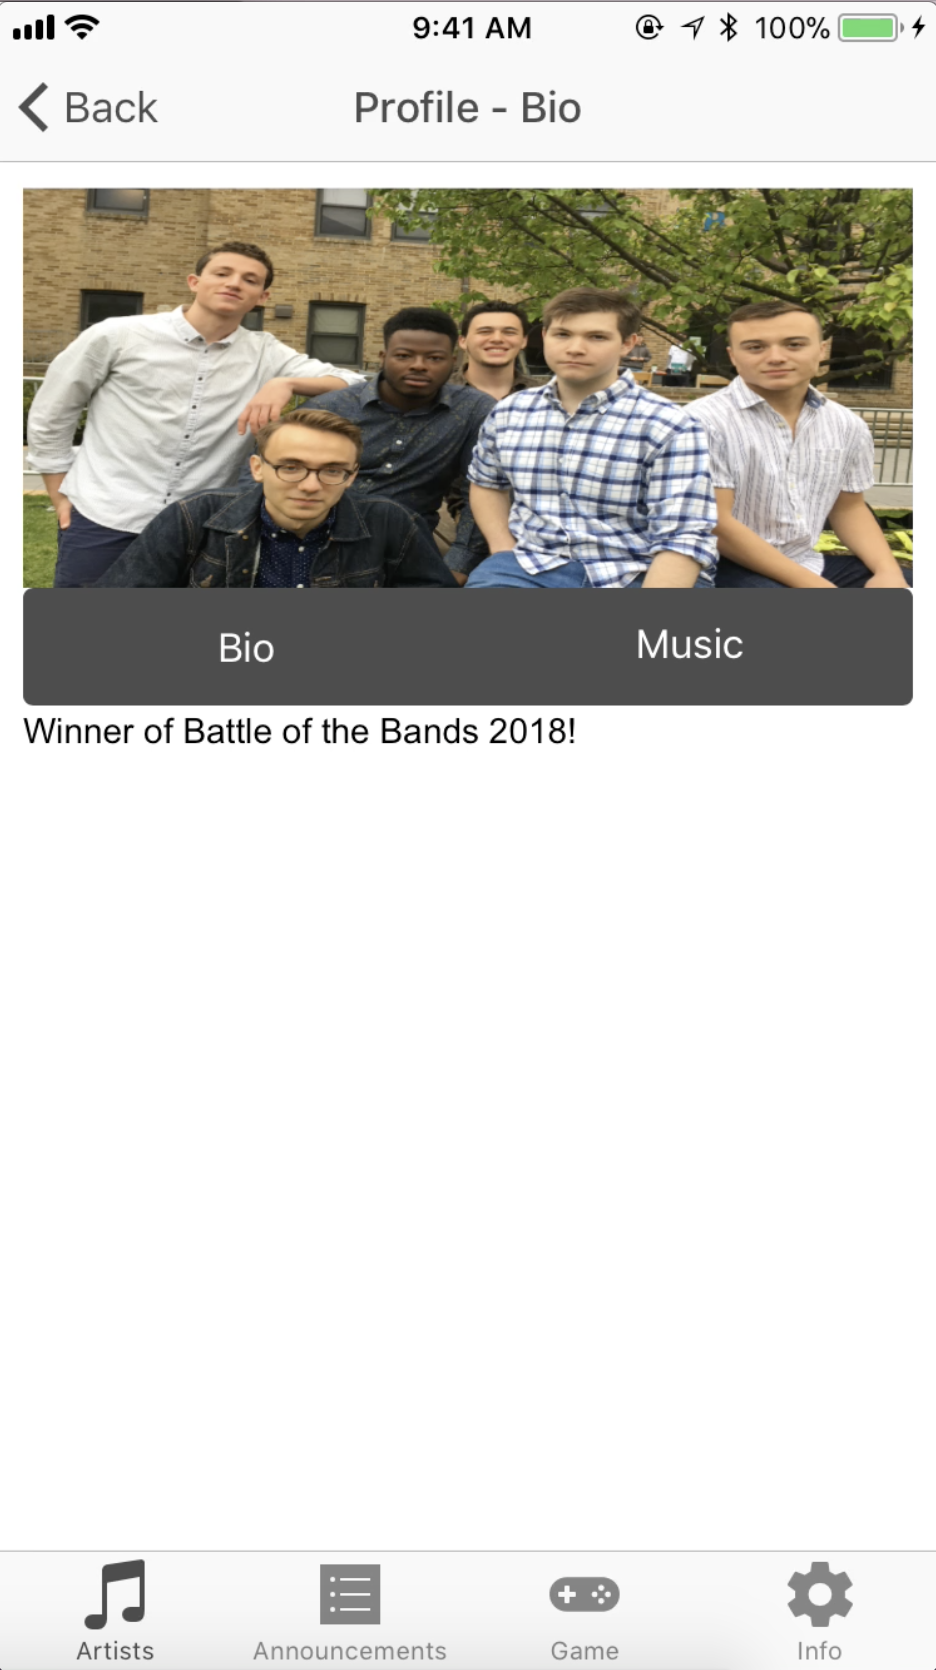 9:41 AM
100%
Back
Profile - Bio
Bio
Music
Winner of Battle of the Bands 2018!
Artists
Announcements
Game
Info